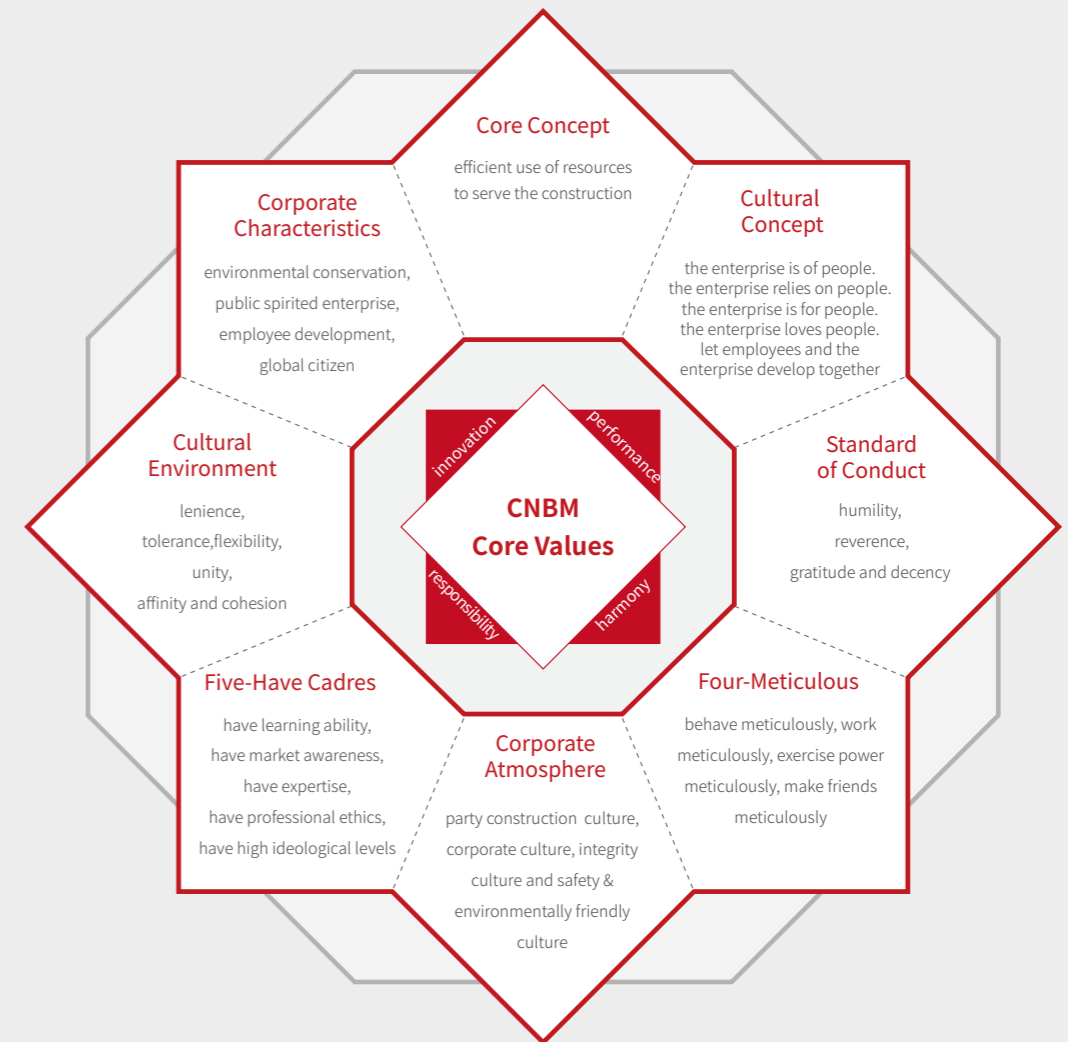 Core Concept
efficient use of resources
to serve the construction
Cultural
Concept
the enterprise is of people.
the enterprise relies on people.
the enterprise is for people.
the enterprise loves people.
let employees and the
enterprise develop together
Standard
of Conduct
humility,
reverence,
gratitude and decency
Four-Meticulous
behave meticulously, work
meticulously, exercise power
meticulously, make friends
meticulously
Corporate
Atmosphere
party construction culture,
corporate culture, integrity
culture and safety &
environmentally friendly
culture
Five-Have Cadres
have learning ability,
have market awareness,
have expertise,
have professional ethics,
have high ideological levels
Cultural
Environment
lenience,
tolerance,flexibility,
unity,
affinity and cohesion
Corporate
Characteristics
environmental conservation,
public spirited enterprise,
employee development,
global citizen
innovation
performance
CNBM
Core Values
responsibility
harmony